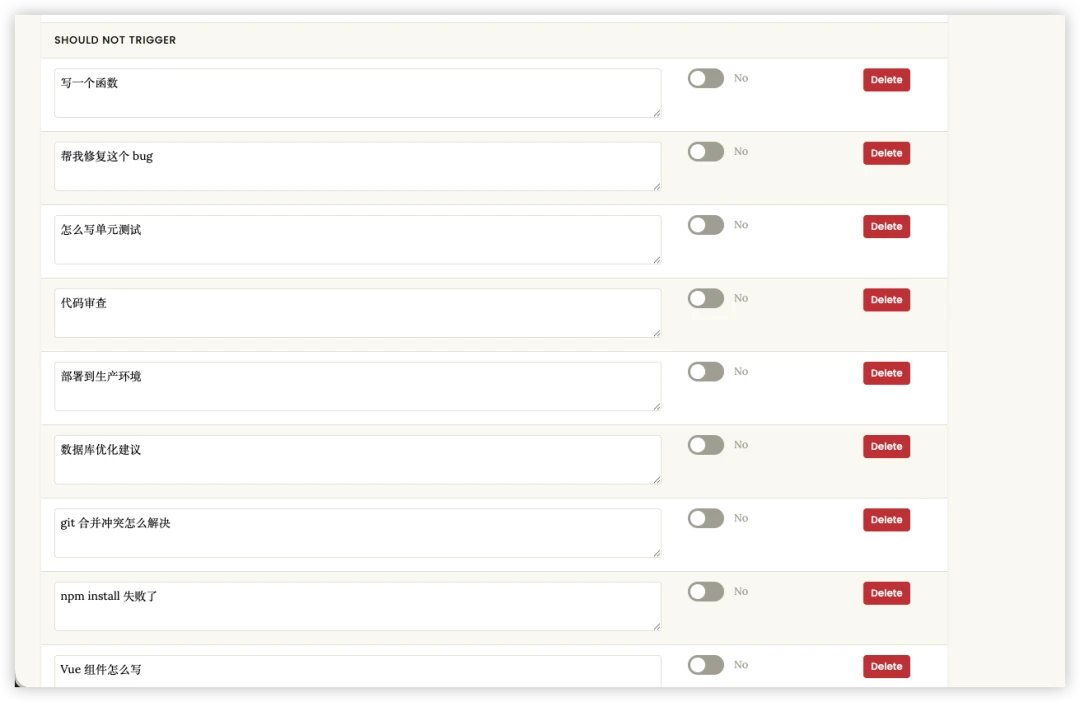 SHOULD NOT TRIGGER
写一个函数
No
Delete
帮我修复这个 bug
No
Delete
怎么写单元测试
No
Delete
代码审查
No
Delete
部署到生产环境
No
Delete
数据库优化建议
No
Delete
git 合并冲突怎么解决
No
Delete
npm install 失败了
No
Delete
Vue 组件怎么写
No
Delete